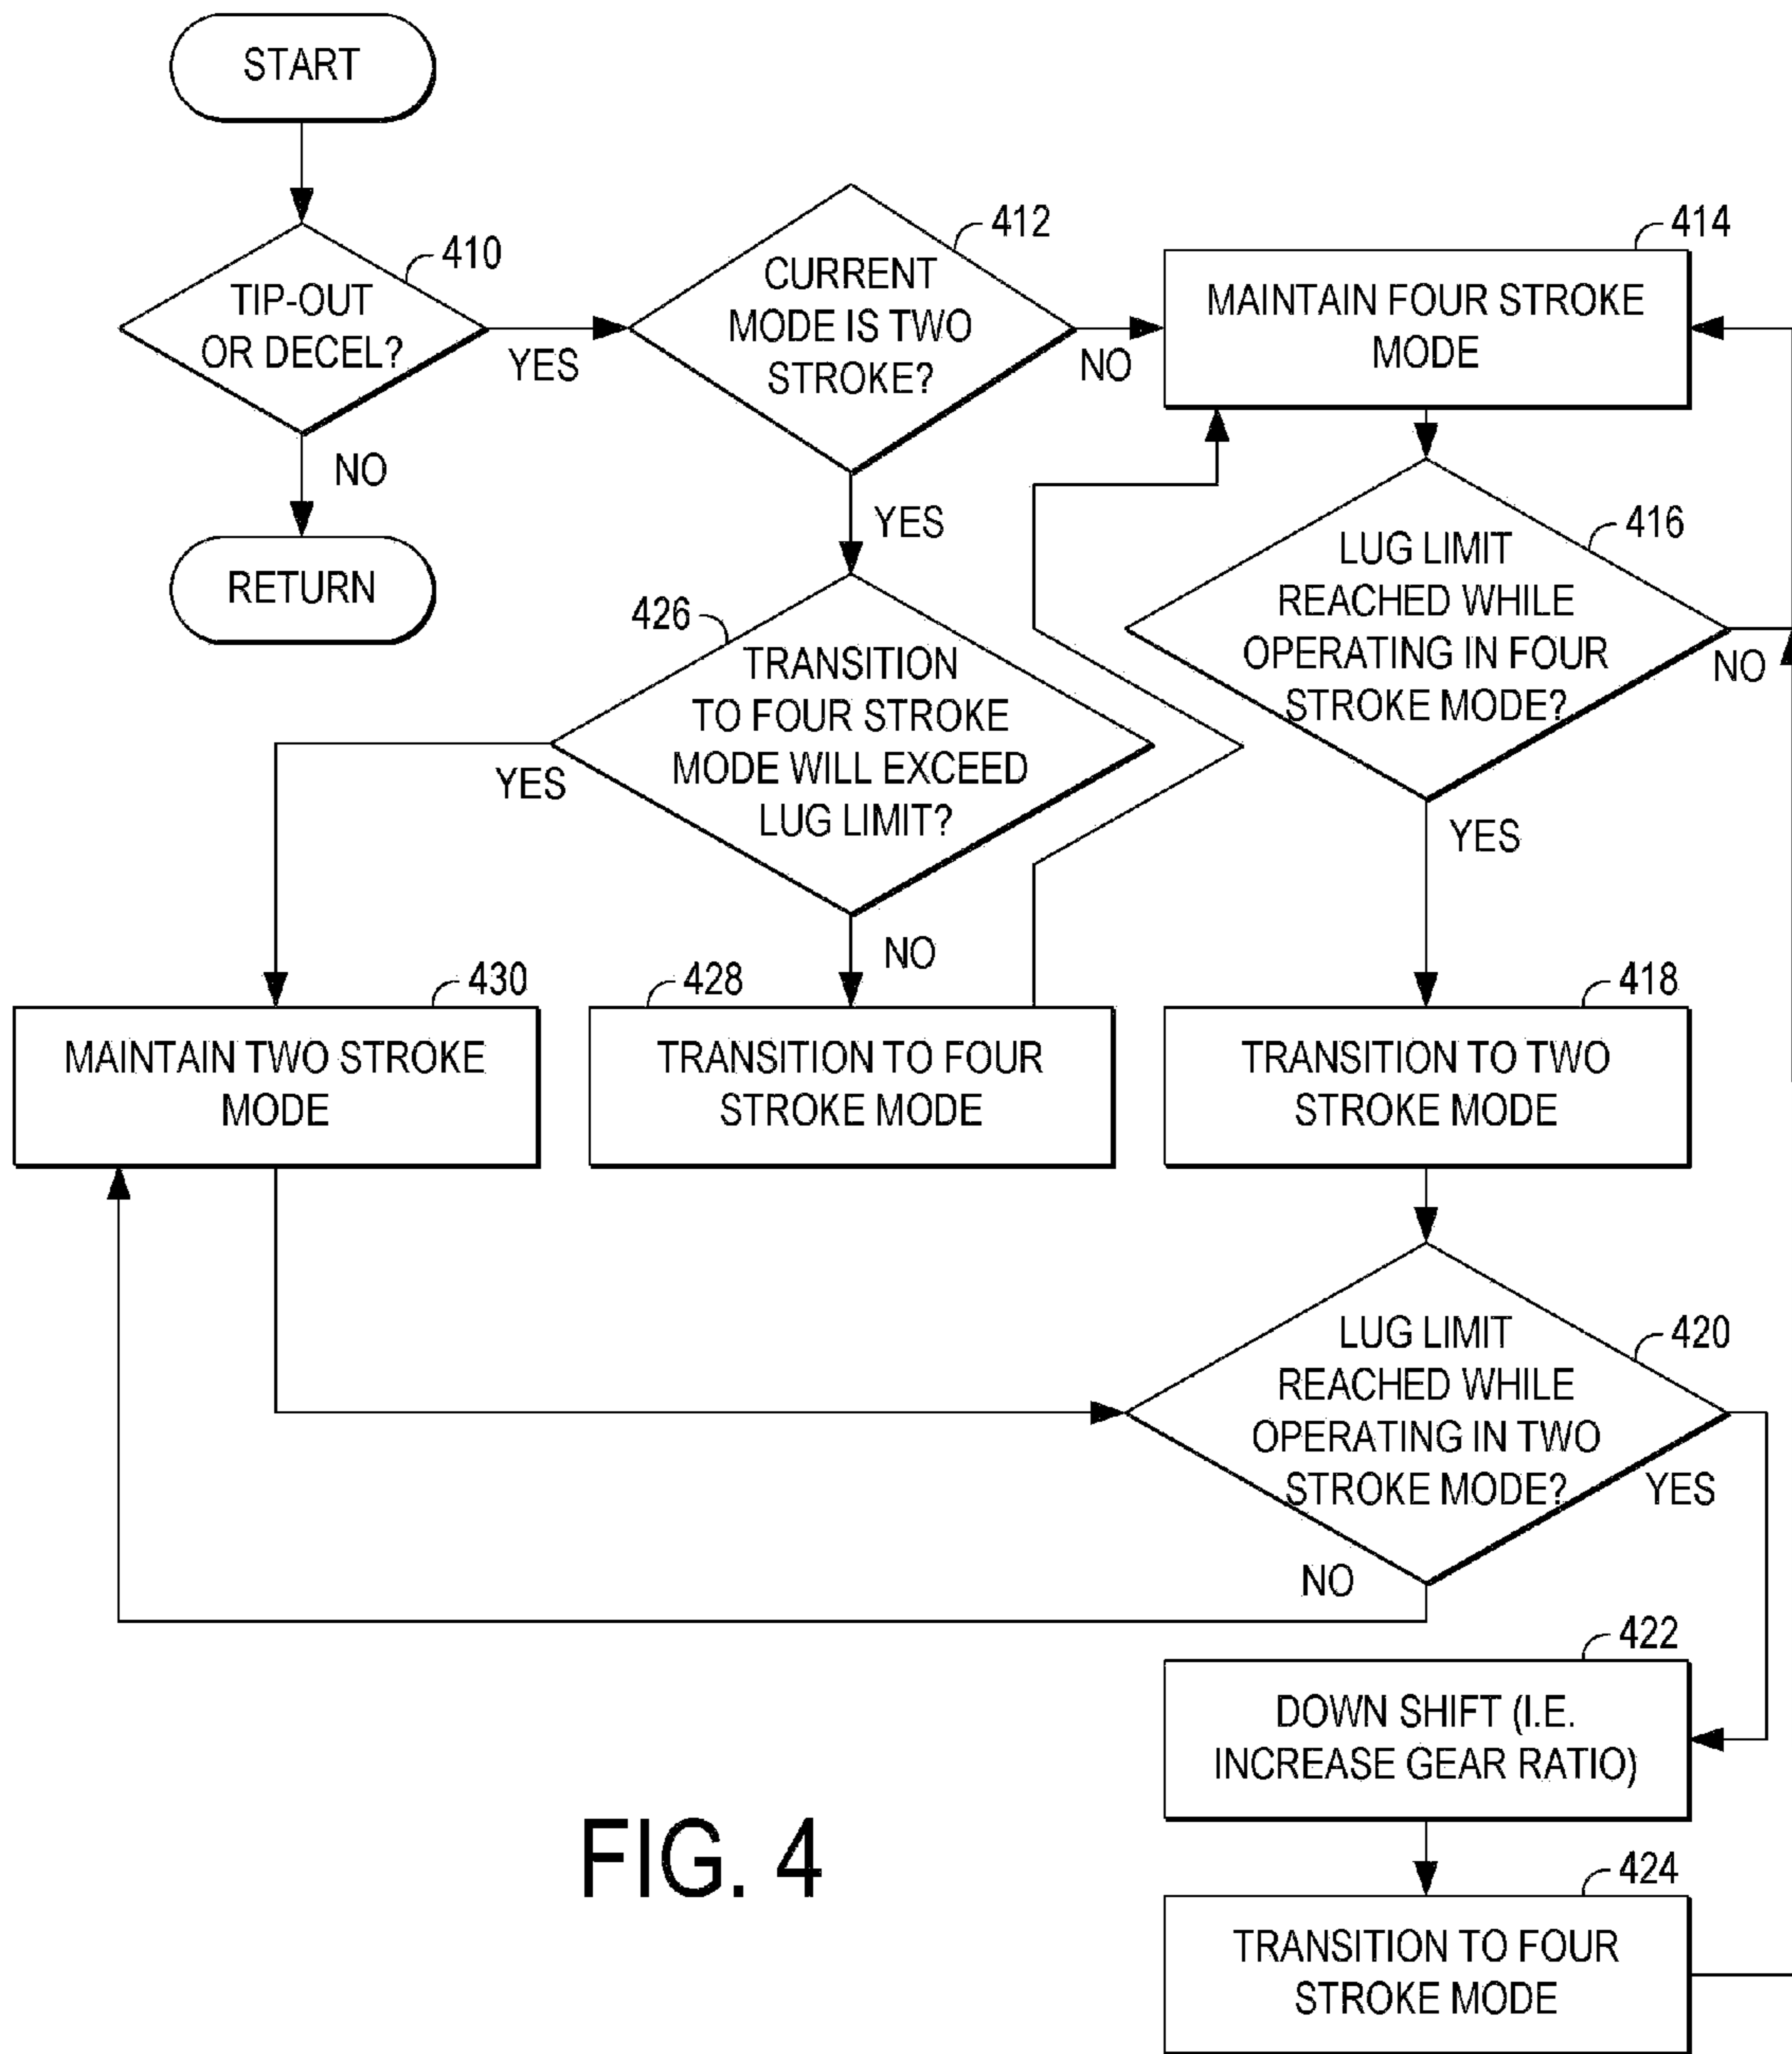 START
410
TIP-OUT
OR DECEL?
YES
NO
RETURN
412
CURRENT
MODE IS TWO
STROKE?
NO
YES
414
MAINTAIN FOUR STROKE
MODE
416
LUG LIMIT
REACHED WHILE
OPERATING IN FOUR
STROKE MODE?
NO
YES
426
TRANSITION
TO FOUR STROKE
MODE WILL EXCEED
LUG LIMIT?
YES
NO
430
MAINTAIN TWO STROKE
MODE
428
TRANSITION TO FOUR
STROKE MODE
418
TRANSITION TO TWO
STROKE MODE
420
LUG LIMIT
REACHED WHILE
OPERATING IN TWO
STROKE MODE?
YES
NO
422
DOWN SHIFT (I.E.
INCREASE GEAR RATIO)
424
TRANSITION TO FOUR
STROKE MODE
FIG. 4